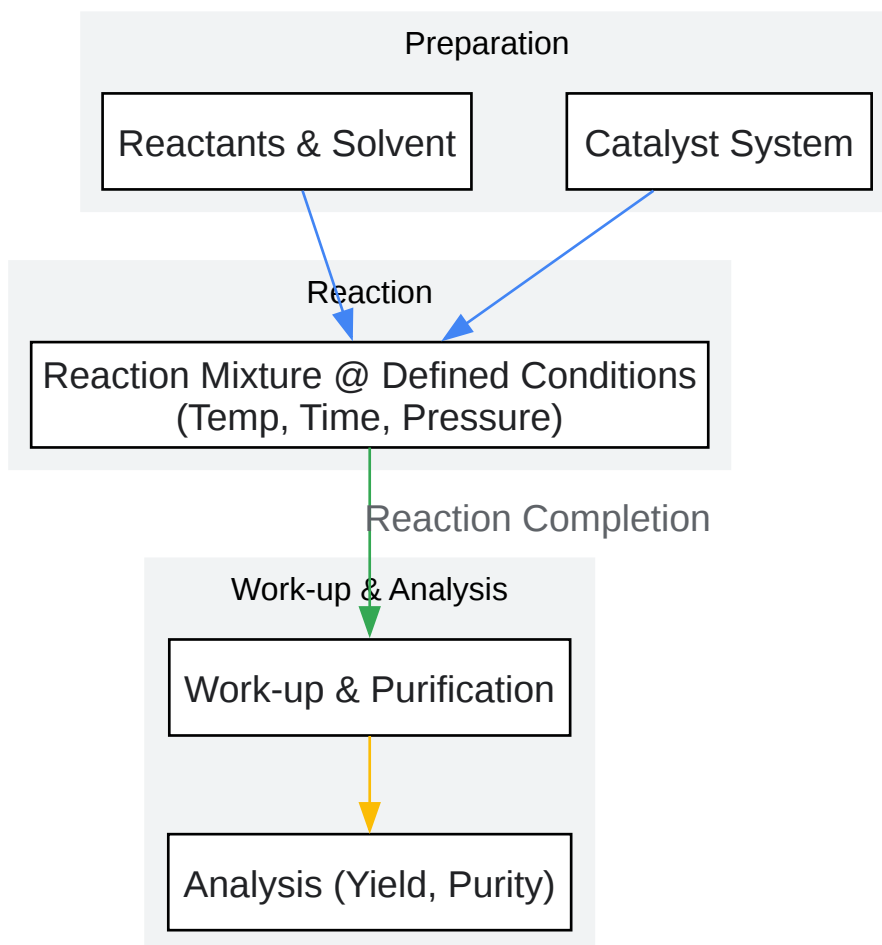 Preparation
Reactants & Solvent
Catalyst System
Reaction
Reaction Mixture @ Defined Conditions
(Temp, Time, Pressure)
Reaction Completion
Work-up & Analysis
Work-up & Purification
Analysis (Yield, Purity)